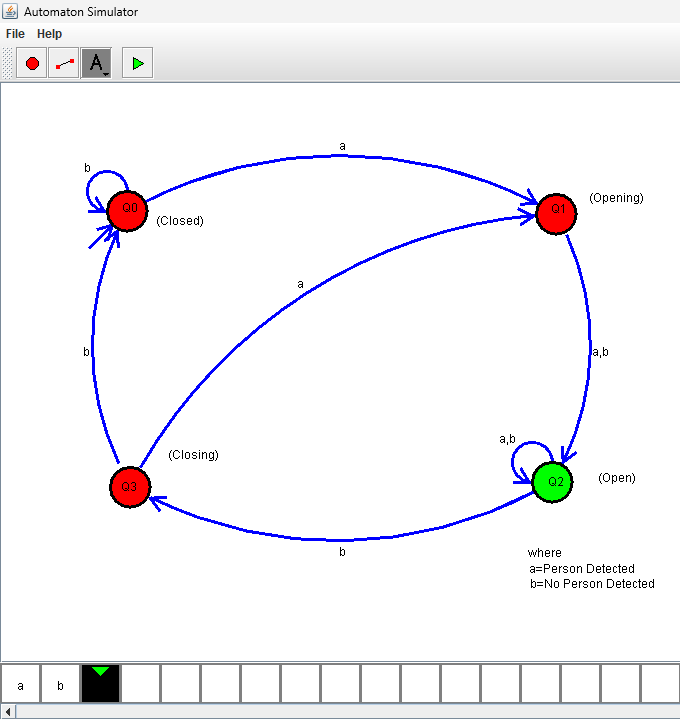 Automaton Simulator
File Help
A
a
b
Q0
Q1
(Opening)
(Closed)
a
b
a,b
(Closing)
a,b
Q3
Q2
(Open)
b
where
a=Person Detected
b=No Person Detected
a b